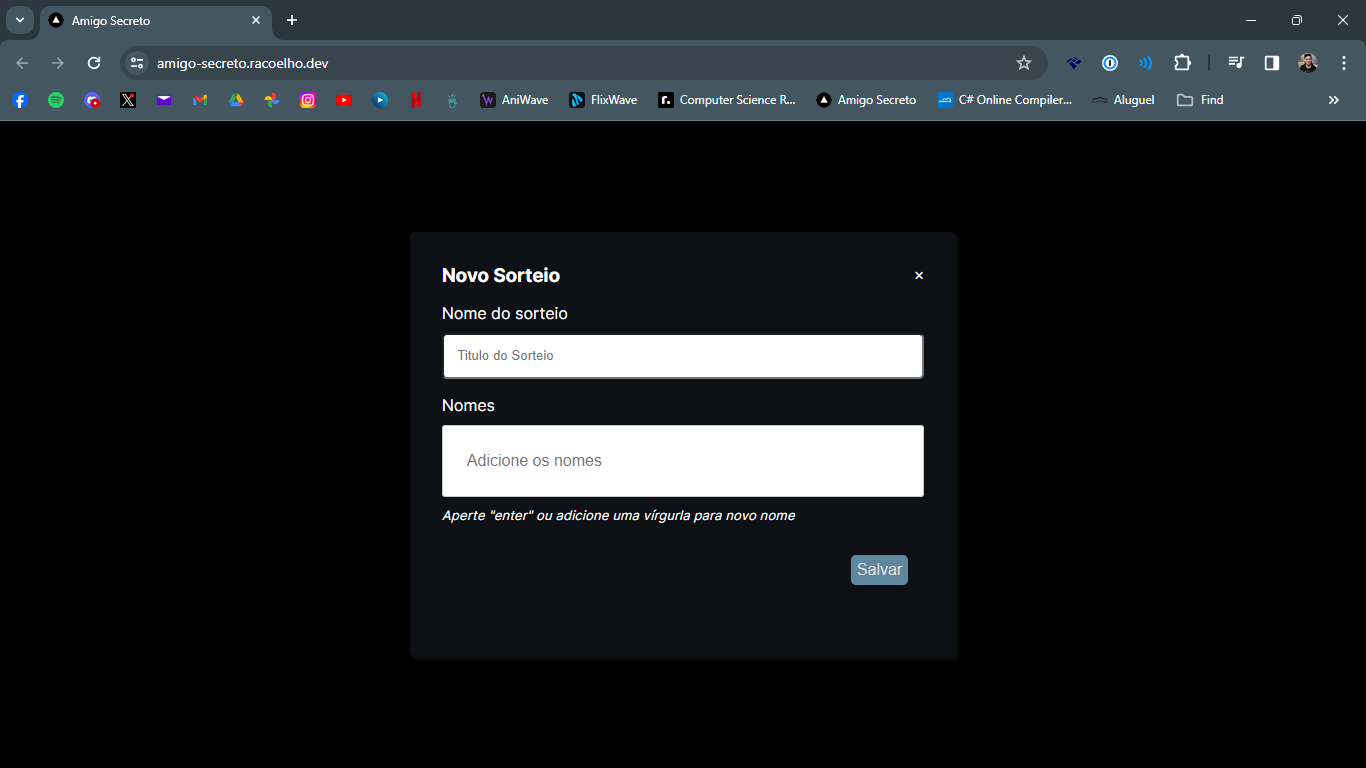 Amigo Secreto
amigo-secreto.racoelho.dev
AniWave FlixWave Computer Science R... Amigo Secreto C# Online Compiler... Aluguel Find
Novo Sorteio
Nome do sorteio
Titulo do Sorteio
Nomes
Adicione os nomes
Aperte "enter" ou adicione uma vírgurla para novo nome
Salvar